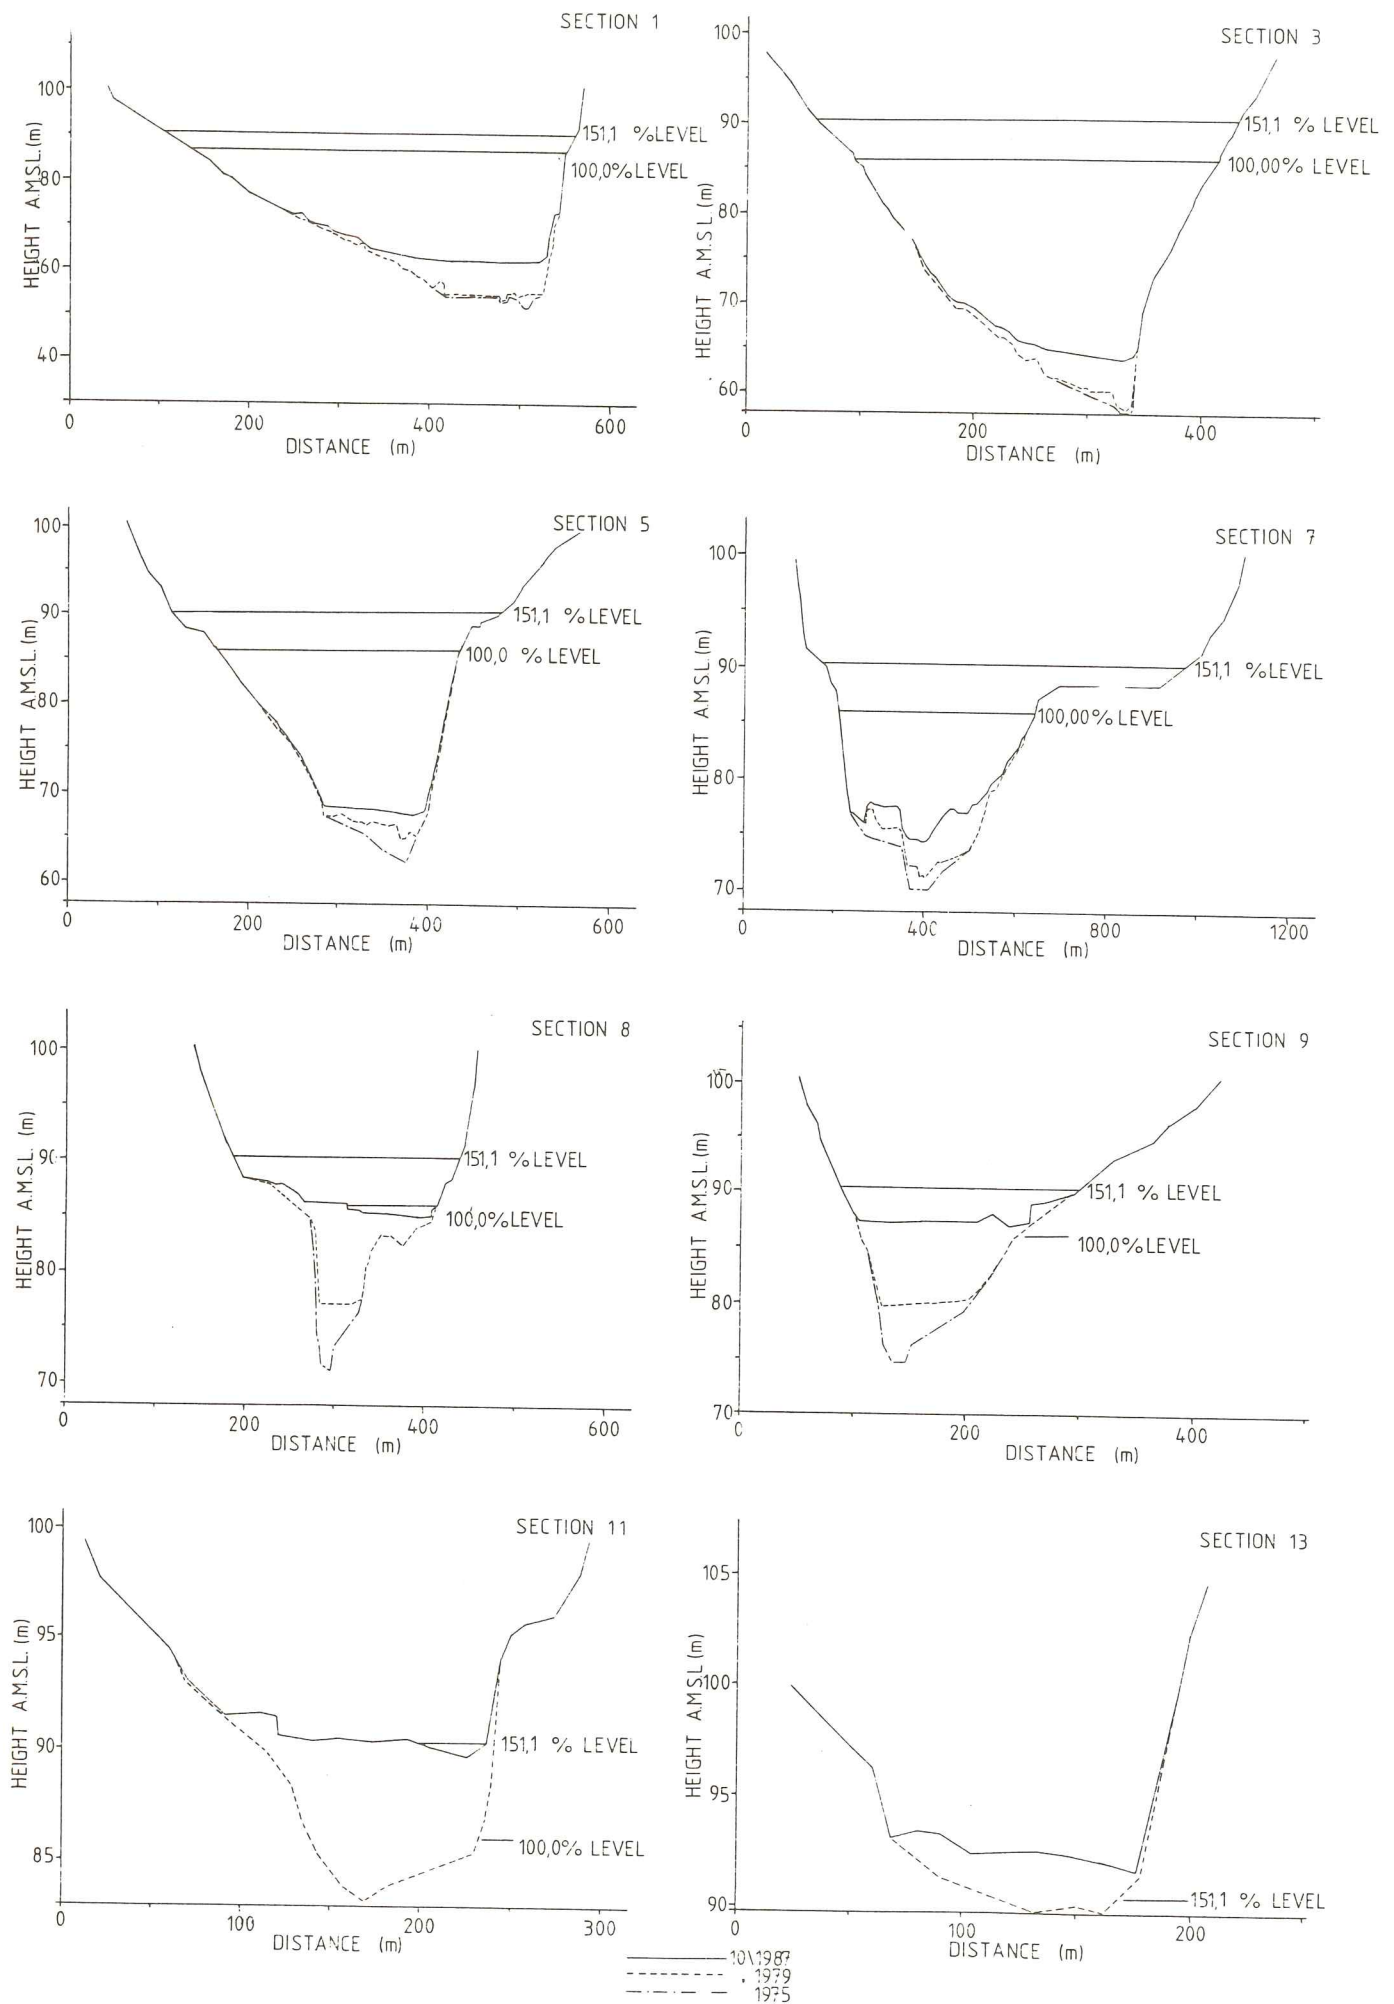 SECTION 1
100
80
60
40
HEIGHT A.M.S.L.(m)
151,1 %LEVEL
100,0%LEVEL
0
200
400
600
DISTANCE (m)
SECTION 3
100
90
80
70
60
HEIGHT A.M.S.L.(m)
151,1 % LEVEL
100,00% LEVEL
0
200
400
DISTANCE (m)
SECTION 5
100
90
80
70
60
HEIGHT A.M.S.L.(m)
151,1 %LEVEL
100,0 %LEVEL
0
200
400
600
DISTANCE (m)
SECTION 7
100
90
80
70
HEIGHT A.M.S.L.(m)
151,1 %LEVEL
100,00%LEVEL
0
400
800
1200
DISTANCE (m)
SECTION 8
100
90
80
70
HEIGHT A.M.S.L. (m)
151,1 %LEVEL
100,0%LEVEL
0
200
400
600
DISTANCE (m)
SECTION 9
100
90
80
70
HEIGHT A.M.S.L.(m)
151,1 % LEVEL
100,0%LEVEL
0
200
400
DISTANCE (m)
SECTION 11
100
95
90
85
HEIGHT A.M.S.L. (m)
151,1 % LEVEL
100,0% LEVEL
0
100
200
300
DISTANCE (m)
SECTION 13
105
100
95
90
HEIGHT A.M.S.L (m)
151,1 % LEVEL
0
100
200
DISTANCE (m)
10\1987
1979
1975